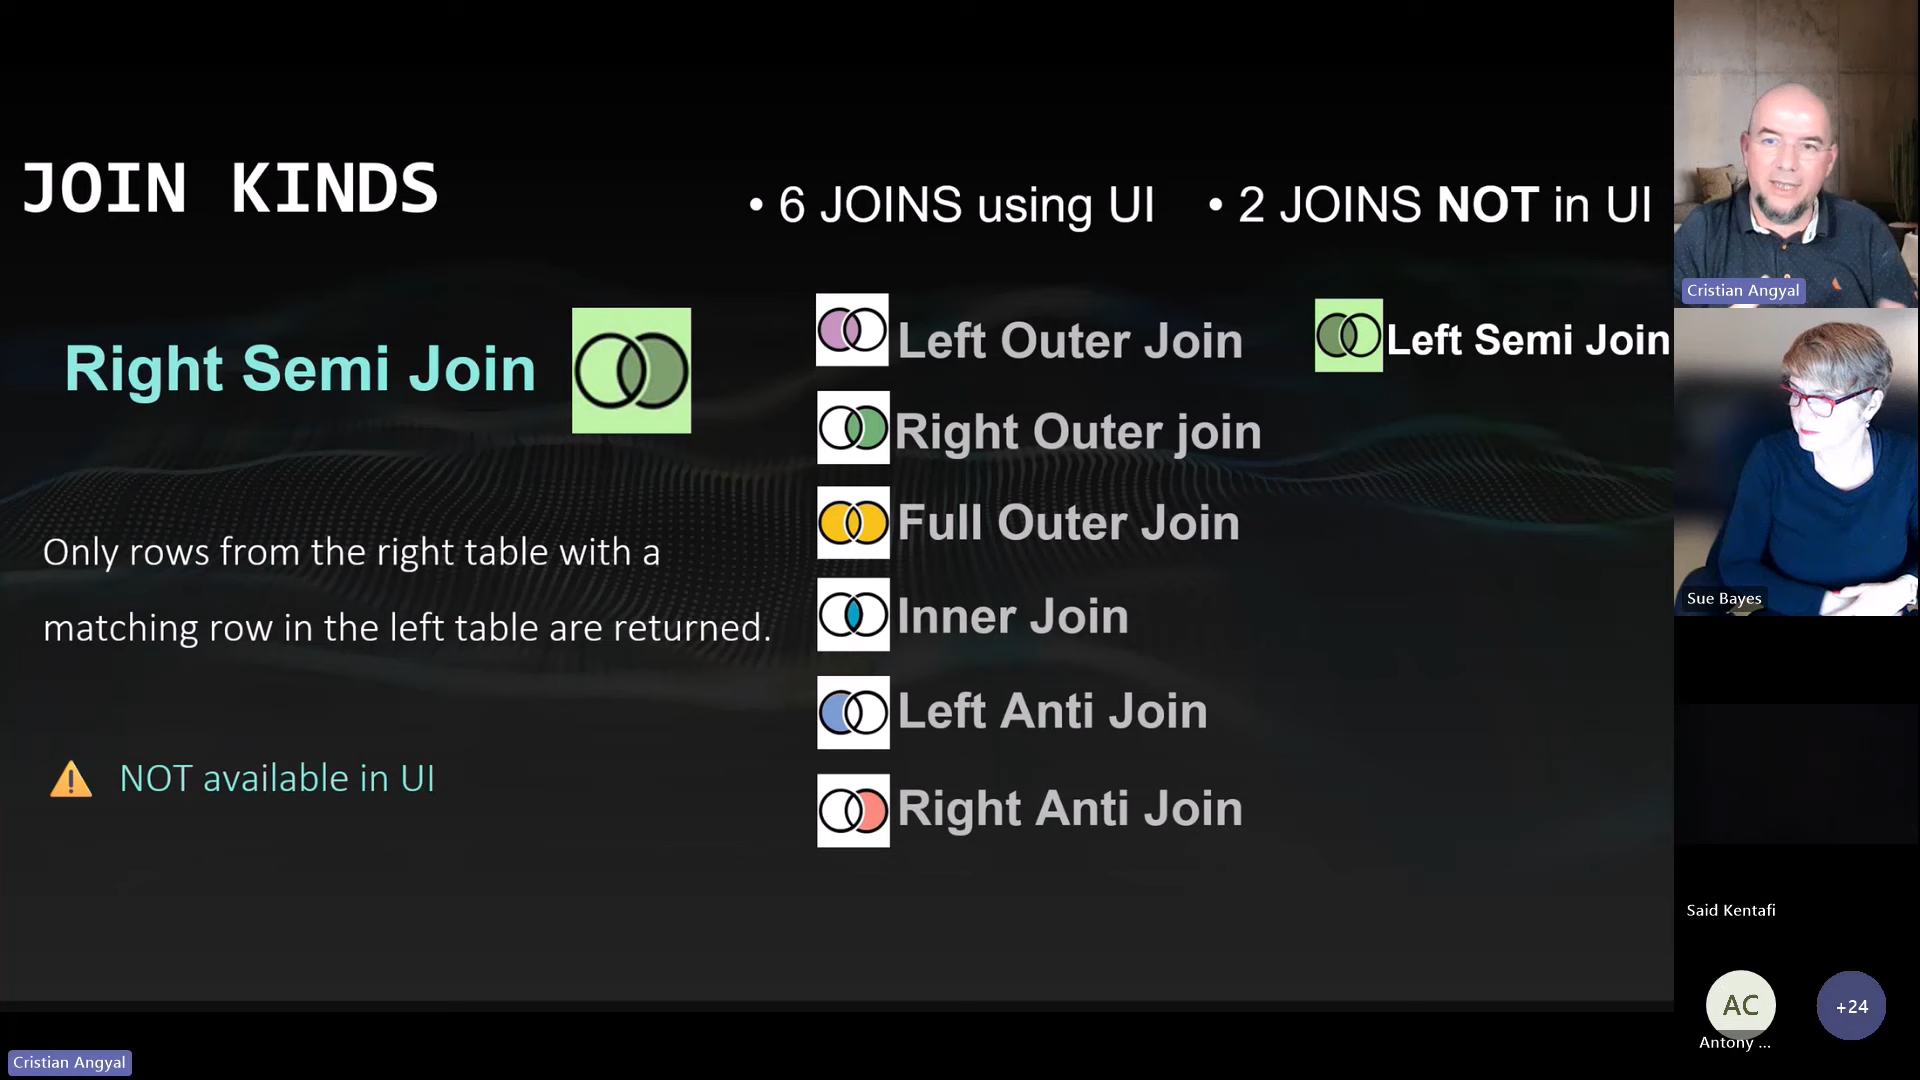 JOIN KINDS
• 6 JOINS using UI
• 2 JOINS NOT in UI
Right Semi Join
Only rows from the right table with a
matching row in the left table are returned.
NOT available in UI
Left Outer Join
Right Outer join
Full Outer Join
Inner Join
Left Anti Join
Right Anti Join
Left Semi Join
Cristian Angyal
Sue Bayes
Said Kentafi
AC
Antony ...
+24
Cristian Angyal